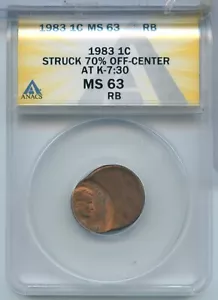 1983 1C MS 63 RB
1983 1C
STRUCK 70% OFF-CENTER
AT K-7:30
MS 63
RB
ANACS